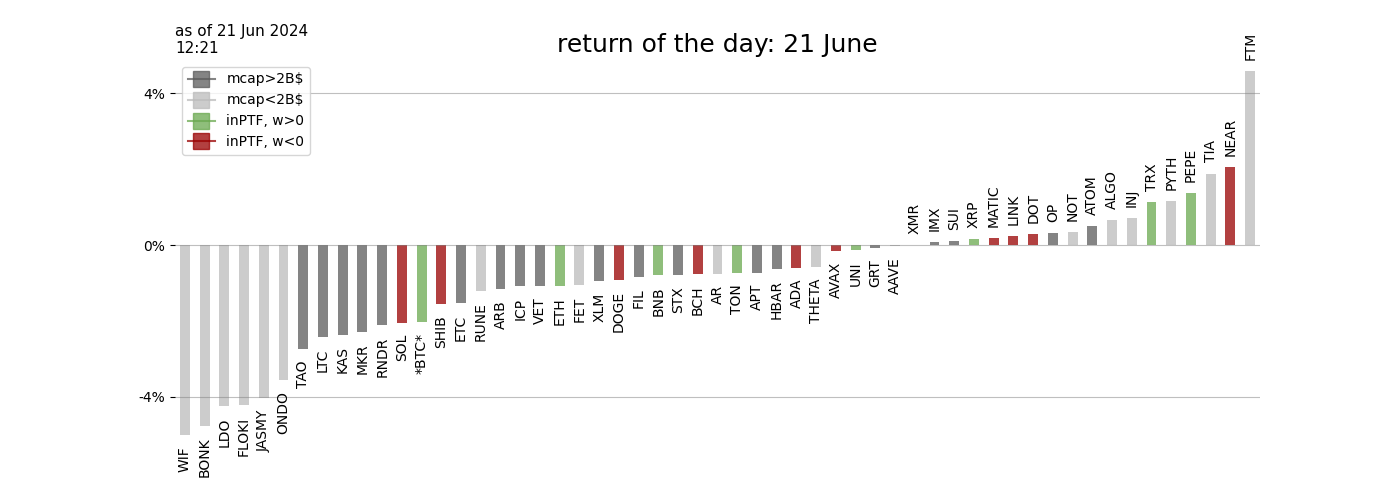 as of 21 Jun 2024
12:21
return of the day: 21 June
mcap>2B$
mcap<2B$
inPTF, w>0
inPTF, w<0
4%
0%
-4%
WIF
BONK
LDO
FLOKI
JASMY
ONDO
TAO
LTC
KAS
MKR
RNDR
SOL
*BTC*
SHIB
ETC
RUNE
ARB
ICP
VET
ETH
FET
XLM
DOGE
FIL
BNB
STX
BCH
AR
TON
APT
HBAR
ADA
THETA
AVAX
UNI
GRT
AAVE
XMR
IMX
SUI
XRP
MATIC
LINK
DOT
OP
NOT
ATOM
ALGO
INJ
TRX
PYTH
PEPE
TIA
NEAR
FTM